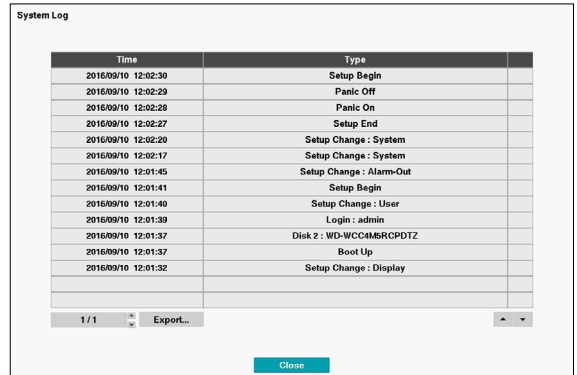 System Log
Time Type
2016/09/10 12:02:30 Setup Begin
2016/09/10 12:02:29 Panic Off
2016/09/10 12:02:28 Panic On
2016/09/10 12:02:27 Setup End
2016/09/10 12:02:20 Setup Change : System
2016/09/10 12:02:17 Setup Change : System
2016/09/10 12:01:45 Setup Change : Alarm-Out
2016/09/10 12:01:41 Setup Begin
2016/09/10 12:01:40 Setup Change : User
2016/09/10 12:01:39 Login : admin
2016/09/10 12:01:37 Disk 2 : WD-WCC4M5RCPDTZ
2016/09/10 12:01:37 Boot Up
2016/09/10 12:01:32 Setup Change : Display
1 / 1 Export...
Close